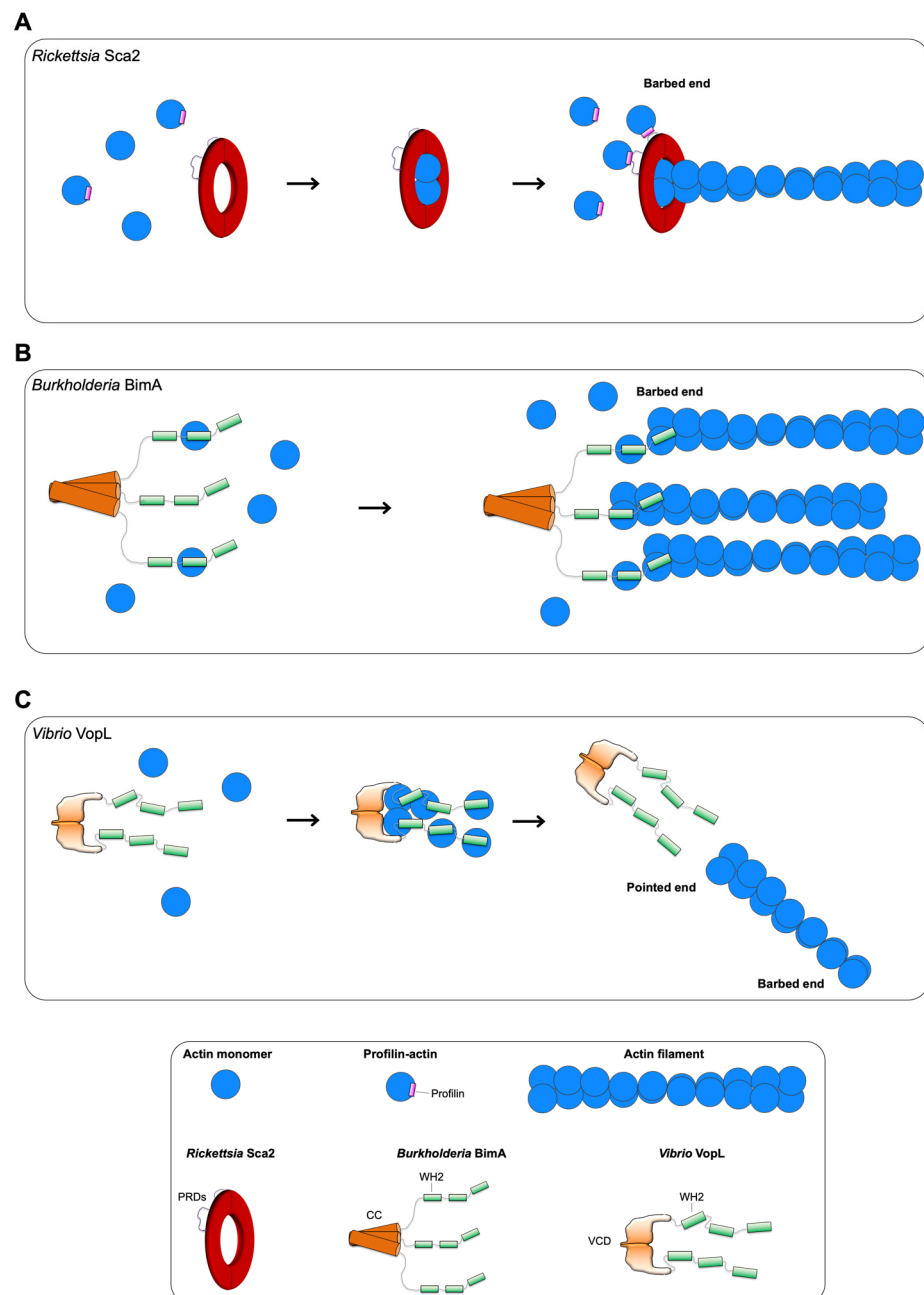 A
Rickettsia Sca2
Barbed end
B
Burkholderia BimA
Barbed end
C
Vibrio VopL
Pointed end
Barbed end
Actin monomer
Profilin-actin
Actin filament
Profilin
Rickettsia Sca2
Burkholderia BimA
Vibrio VopL
PRDs
WH2
CC
WH2
VCD